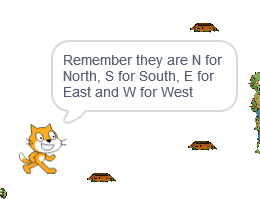 Remember they are N for
North, S for South, E for
East and W for West